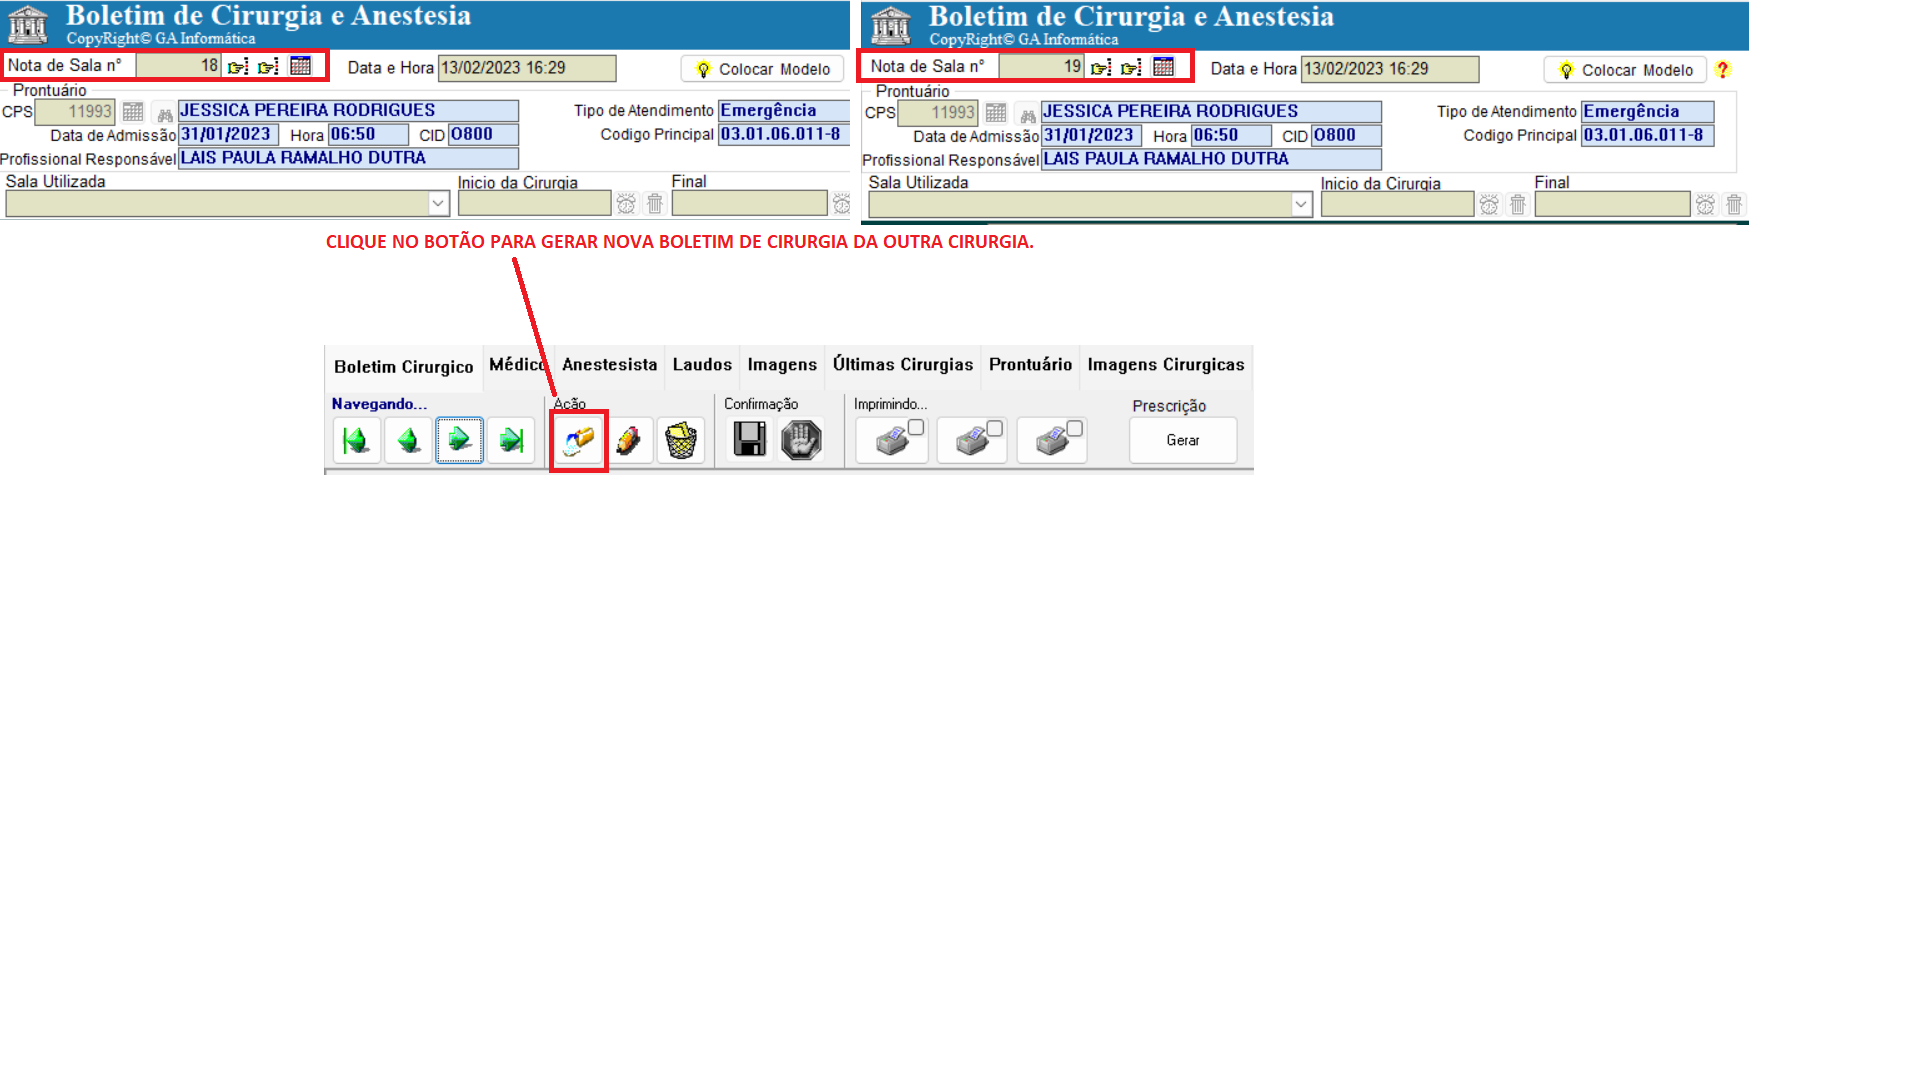 Boletim de Cirurgia e Anestesia
CopyRight© GA Informática
Nota de Sala n° 18 Data e Hora 13/02/2023 16:29 Colocar Modelo
Prontuário
CPS 11993 JESSICA PEREIRA RODRIGUES Tipo de Atendimento Emergência
Data de Admissão 31/01/2023 Hora 06:50 CID O800 Codigo Principal 03.01.06.011-8
Profissional Responsável LAIS PAULA RAMALHO DUTRA
Sala Utilizada Inicio da Cirurgia Final
Boletim de Cirurgia e Anestesia
CopyRight© GA Informática
Nota de Sala n° 19 Data e Hora 13/02/2023 16:29 Colocar Modelo ?
Prontuário
CPS 11993 JESSICA PEREIRA RODRIGUES Tipo de Atendimento Emergência
Data de Admissão 31/01/2023 Hora 06:50 CID O800 Codigo Principal 03.01.06.011-8
Profissional Responsável LAIS PAULA RAMALHO DUTRA
Sala Utilizada Inicio da Cirurgia Final
CLIQUE NO BOTÃO PARA GERAR NOVA BOLETIM DE CIRURGIA DA OUTRA CIRURGIA.
Boletim Cirurgico Médico Anestesista Laudos Imagens Últimas Cirurgias Prontuário Imagens Cirurgicas
Navegando... Ação Confirmação Imprimindo... Prescrição
Gerar